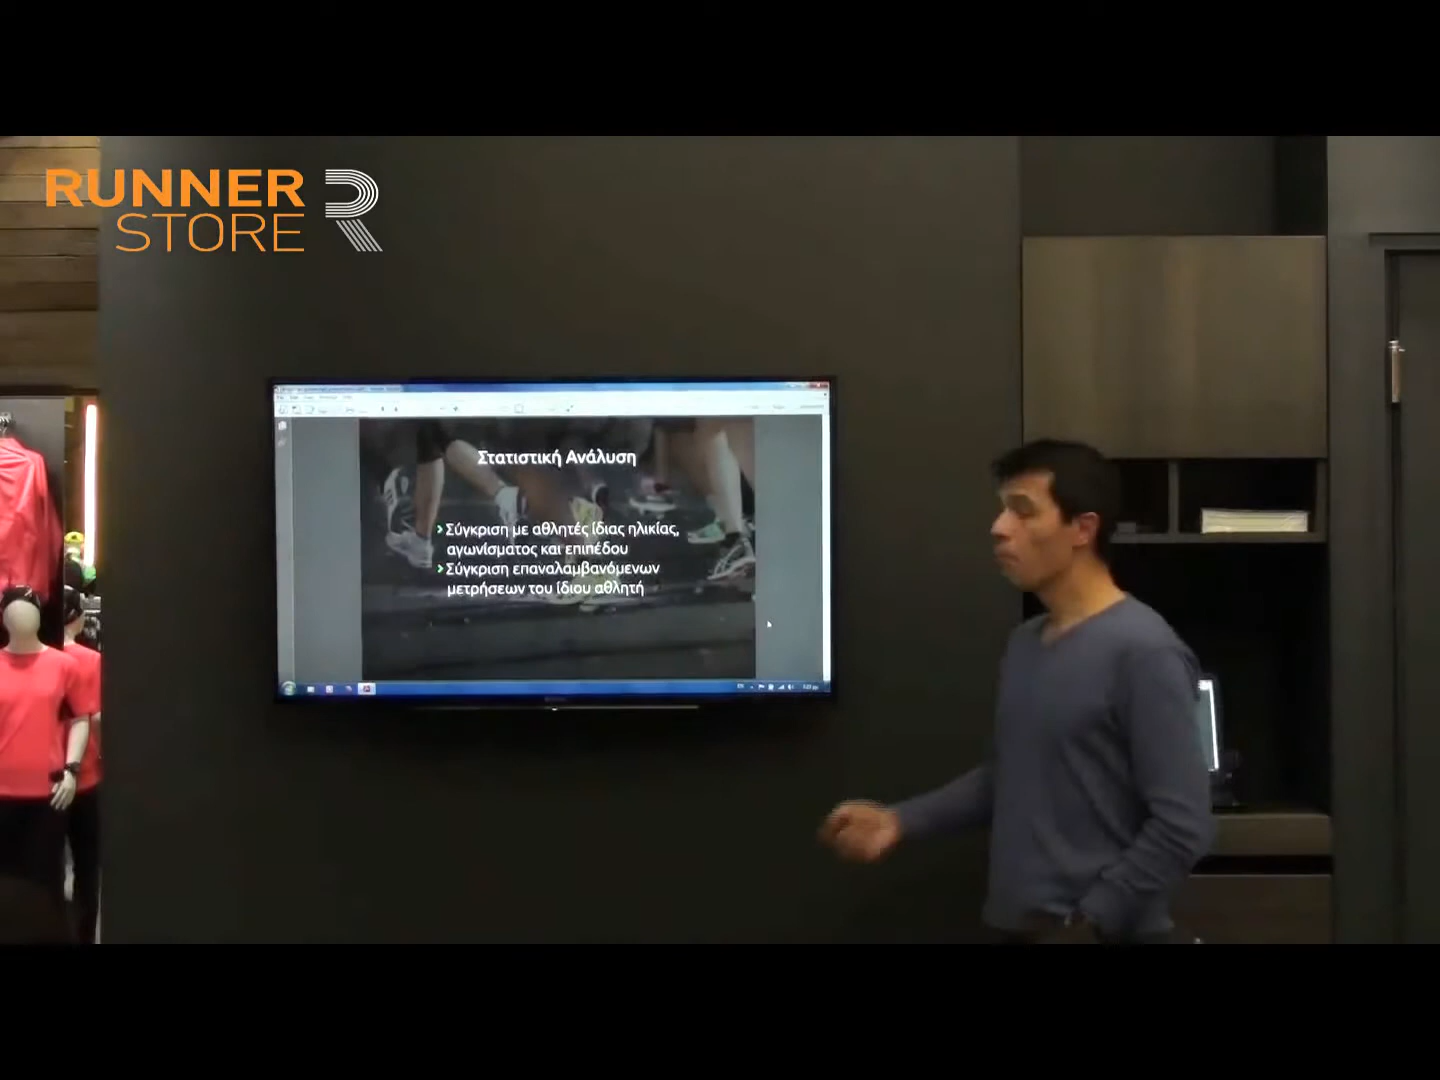 RUNNER
STORE
Στατιστική Ανάλυση
Σύγκριση με αθλητές ίδιας ηλικίας,
αγωνίσματος και επιπέδου
Σύγκριση επαναλαμβανόμενων
μετρήσεων του ίδιου αθλητή